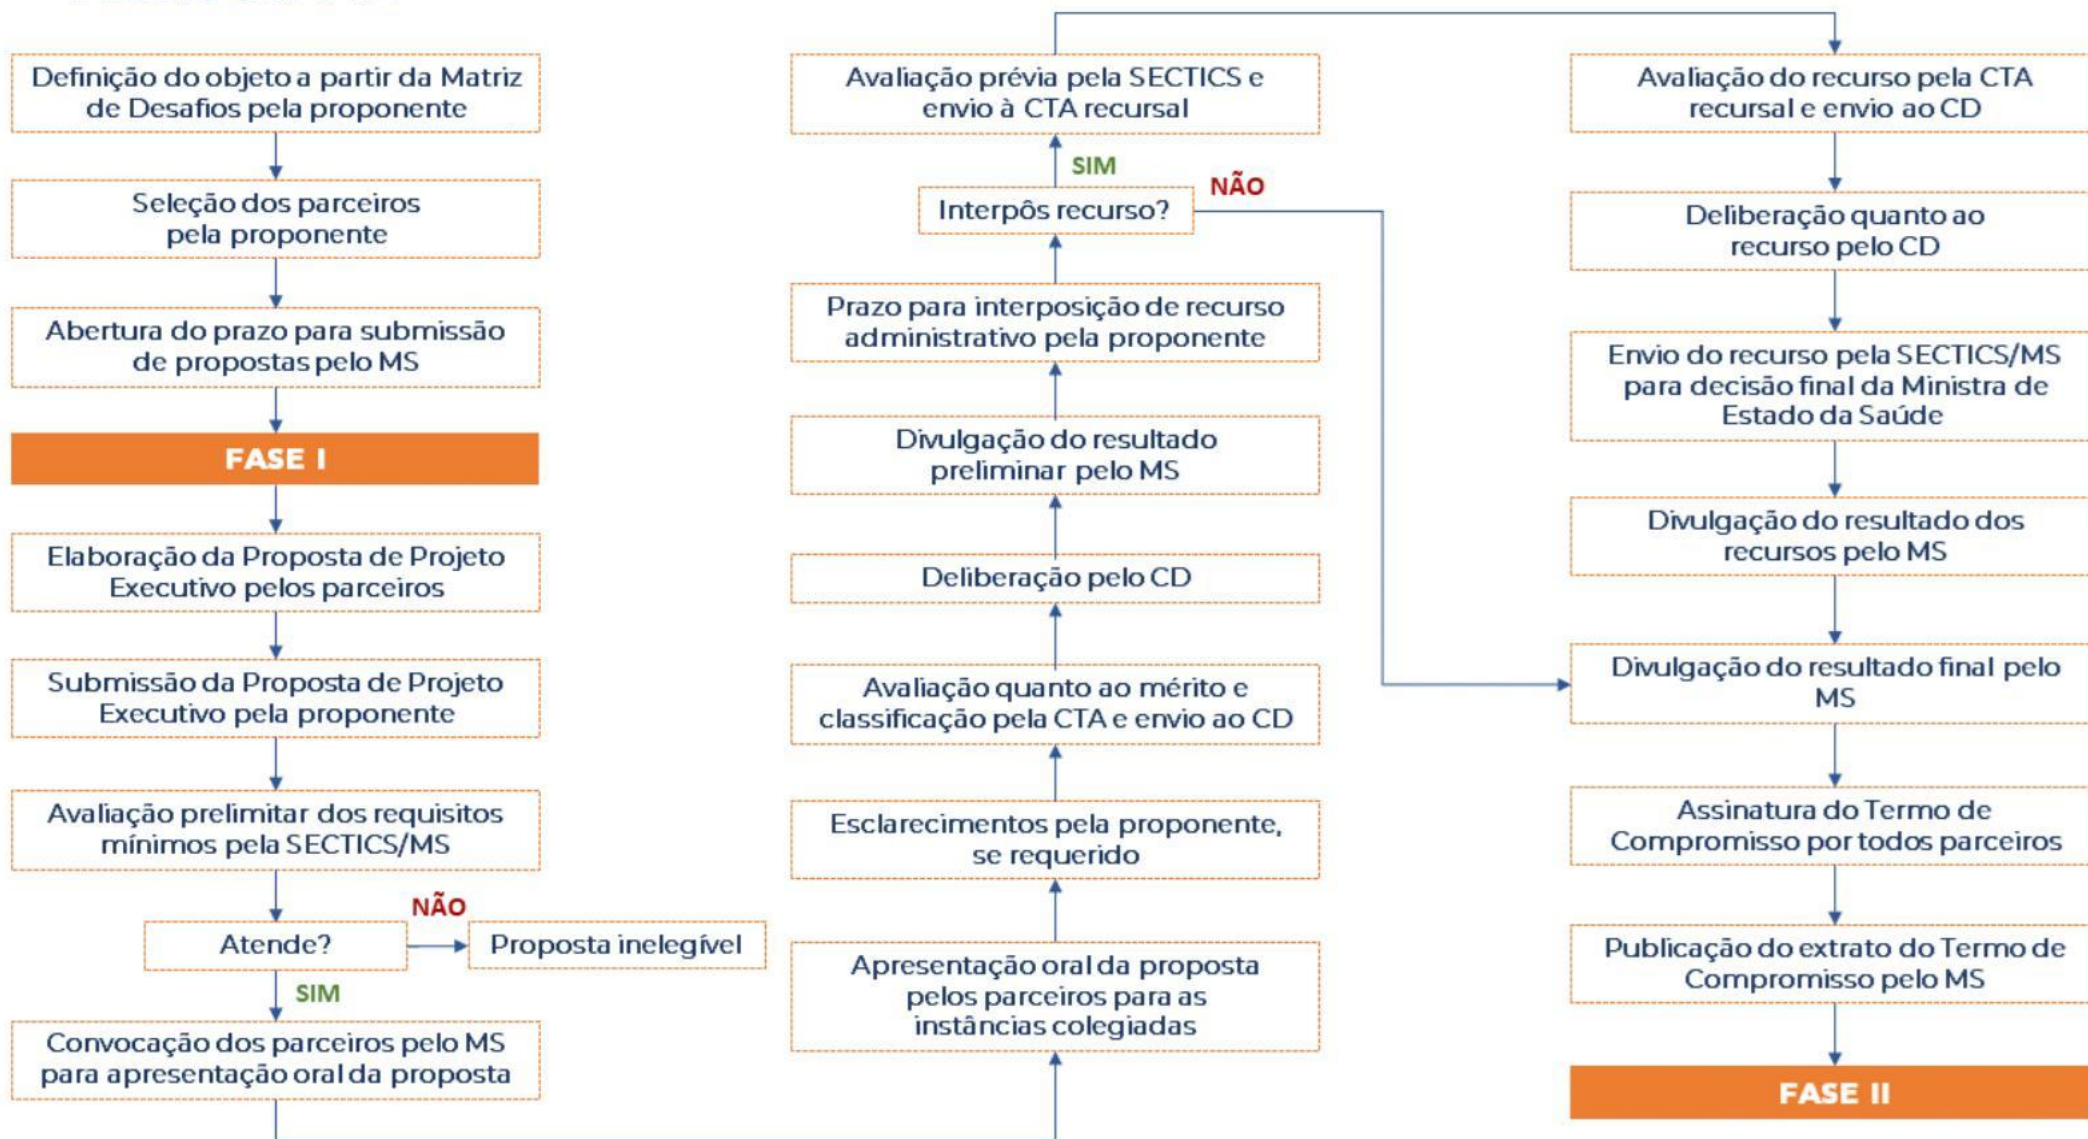 Definição do objeto a partir da Matriz
de Desafios pela proponente
Seleção dos parceiros
pela proponente
Abertura do prazo para submissão
de propostas pelo MS
FASE I
Elaboração da Proposta de Projeto
Executivo pelos parceiros
Submissão da Proposta de Projeto
Executivo pela proponente
Avaliação prelimitar dos requisitos
mínimos pela SECTICS/MS
Atende?
NÃO
Proposta inelegível
SIM
Convocação dos parceiros pelo MS
para apresentação oral da proposta
Apresentação oral da proposta
pelos parceiros para as
instâncias colegiadas
Esclarecimentos pela proponente,
se requerido
Avaliação quanto ao mérito e
classificação pela CTA e envio ao CD
Deliberação pelo CD
Divulgação do resultado
preliminar pelo MS
Prazo para interposição de recurso
administrativo pela proponente
Interpôs recurso?
NÃO
SIM
Avaliação prévia pela SECTICS e
envio à CTA recursal
Avaliação do recurso pela CTA
recursal e envio ao CD
Deliberação quanto ao
recurso pelo CD
Envio do recurso pela SECTICS/MS
para decisão final da Ministra de
Estado da Saúde
Divulgação do resultado dos
recursos pelo MS
Divulgação do resultado final pelo
MS
Assinatura do Termo de
Compromisso por todos parceiros
Publicação do extrato do Termo de
Compromisso pelo MS
FASE II